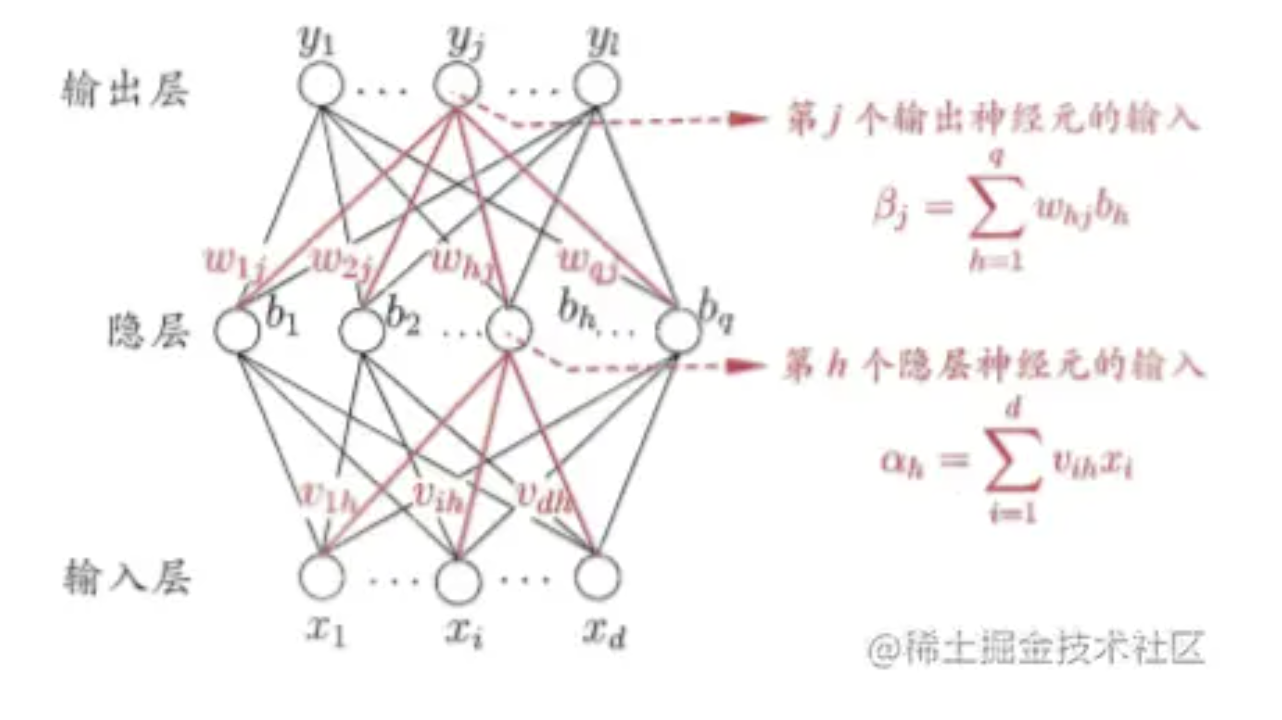 y_1 y_j y_l
输出层 ··· ···
第 j 个输出神经元的输入
β_j = \sum_{h=1}^{q} w_{hj} b_h
w_{1j} w_{2j} w_{hj} w_{qj}
隐层 b_1 b_2 ··· b_h ··· b_q
第 h 个隐层神经元的输入
α_h = \sum_{i=1}^{d} v_{ih} x_i
v_{1h} v_{ih} v_{dh}
输入层 ··· ···
x_1 x_i x_d
@稀土掘金技术社区